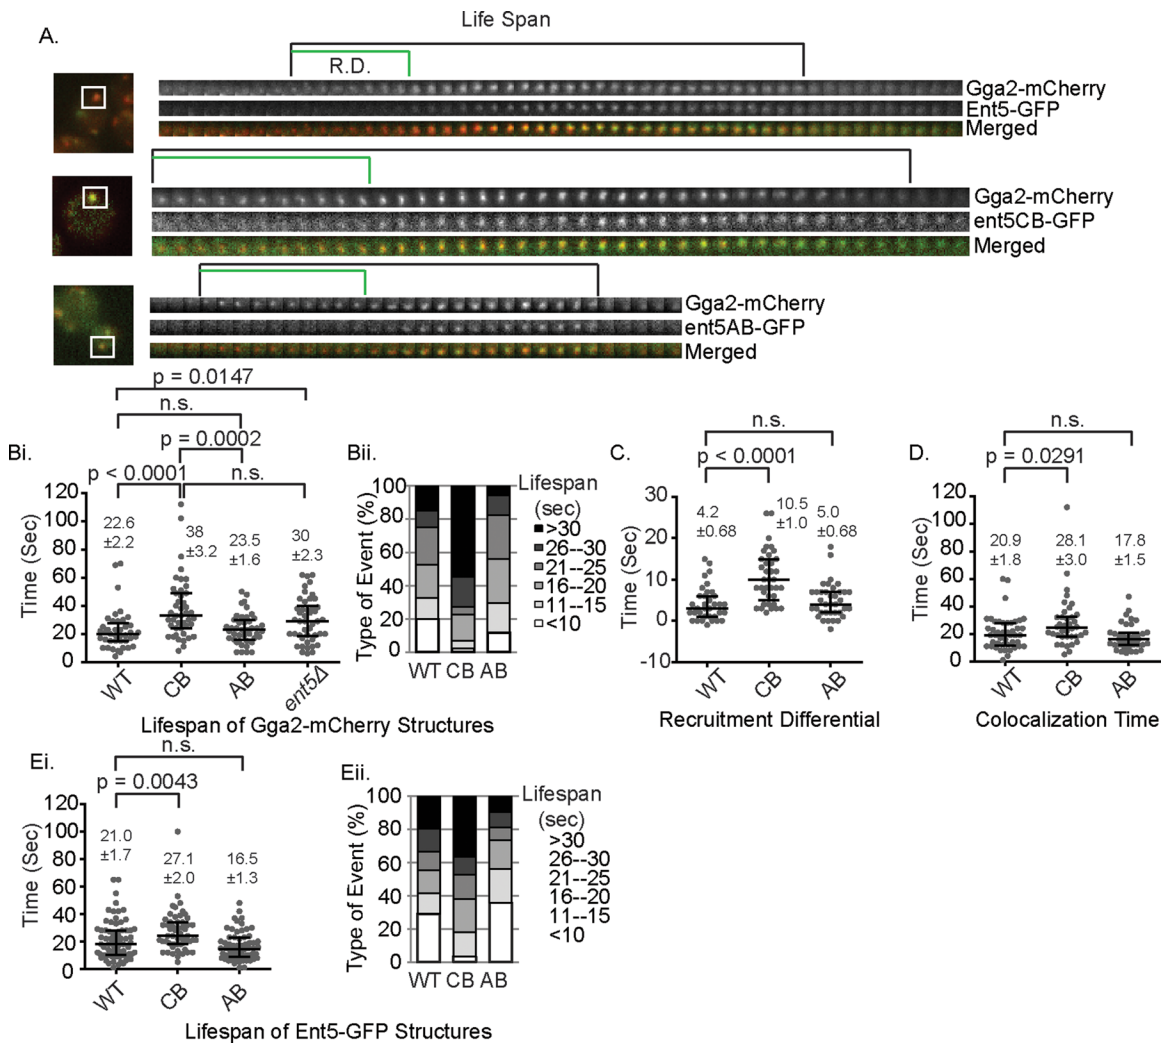 Life Span
A.
R.D.
Gga2-mCherry
Ent5-GFP
Merged
Gga2-mCherry
ent5CB-GFP
Merged
Gga2-mCherry
ent5AB-GFP
Merged
p = 0.0147
n.s.
p = 0.0002
Bi.
p < 0.0001
n.s.
120
100
80
60
40
20
0
Time (Sec)
22.6
±2.2
38
±3.2
23.5
±1.6
30
±2.3
WT
CB
AB
ent5Δ
Lifespan of Gga2-mCherry Structures
Bii.
100
80
60
40
20
0
Type of Event (%)
WT CB AB
Lifespan
(sec)
>30
26--30
21--25
16--20
11--15
<10
C.
n.s.
p < 0.0001
30
20
10
0
-10
Time (Sec)
4.2
±0.68
10.5
±1.0
5.0
±0.68
WT
CB
AB
Recruitment Differential
D.
n.s.
p = 0.0291
120
100
80
60
40
20
0
Time (Sec)
20.9
±1.8
28.1
±3.0
17.8
±1.5
WT
CB
AB
Colocalization Time
Ei.
n.s.
p = 0.0043
120
100
80
60
40
20
0
Time (Sec)
21.0
±1.7
27.1
±2.0
16.5
±1.3
WT
CB
AB
Lifespan of Ent5-GFP Structures
Eii.
100
80
60
40
20
0
Type of Event (%)
WT CB AB
Lifespan
(sec)
>30
26--30
21--25
16--20
11--15
<10